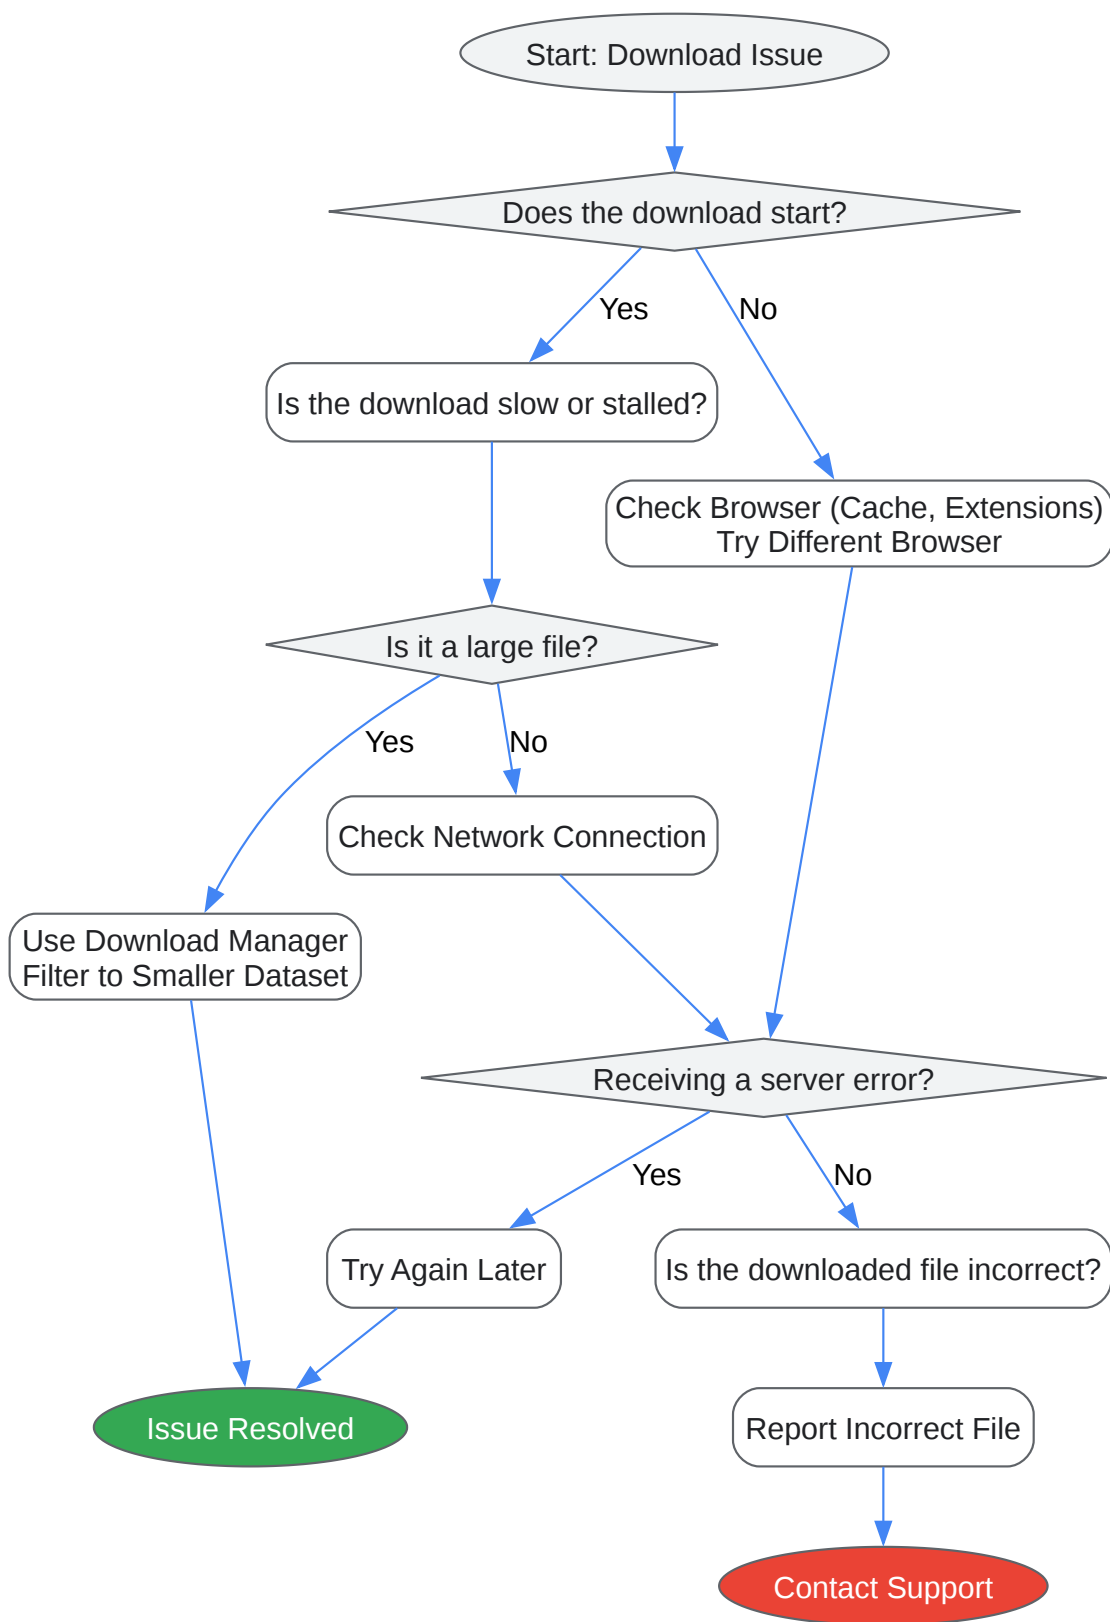 Start: Download Issue
Does the download start?
Yes
No
Is the download slow or stalled?
Check Browser (Cache, Extensions)
Try Different Browser
Is it a large file?
Yes
No
Check Network Connection
Use Download Manager
Filter to Smaller Dataset
Receiving a server error?
Yes
No
Try Again Later
Is the downloaded file incorrect?
Issue Resolved
Report Incorrect File
Contact Support